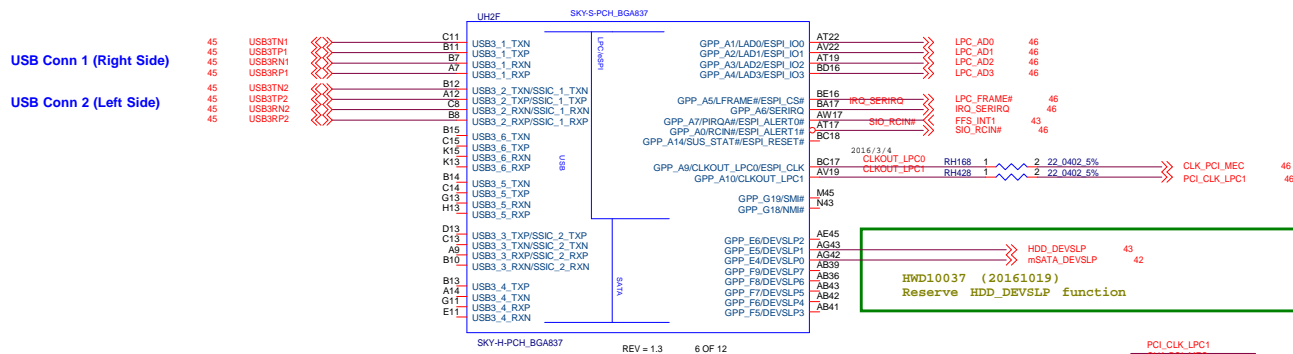 UH2F
SKY-S-PCH_BGA837
USB Conn 1 (Right Side)
45 USB3TN1 C11 USB3_1_TXN
45 USB3TP1 B11 USB3_1_TXP
45 USB3RN1 B7 USB3_1_RXN
45 USB3RP1 A7 USB3_1_RXP
USB Conn 2 (Left Side)
45 USB3TN2 B12 USB3_2_TXN/SSIC_1_TXN
45 USB3TP2 A12 USB3_2_TXP/SSIC_1_TXP
45 USB3RN2 C8 USB3_2_RXN/SSIC_1_RXN
45 USB3RP2 B8 USB3_2_RXP/SSIC_1_RXP
B15 USB3_6_TXN
C15 USB3_6_TXP
K15 USB3_6_RXN
K13 USB3_6_RXP
B14 USB3_5_TXN
C14 USB3_5_TXP
G13 USB3_5_RXN
H13 USB3_5_RXP
D13 USB3_3_TXP/SSIC_2_TXP
C13 USB3_3_TXN/SSIC_2_TXN
A9 USB3_3_RXP/SSIC_2_RXP
B10 USB3_3_RXN/SSIC_2_RXN
B13 USB3_4_TXP
A14 USB3_4_TXN
G11 USB3_4_RXP
E11 USB3_4_RXN
LPC/eSPI
USB
SATA
GPP_A1/LAD0/ESPI_IO0 AT22 LPC_AD0 46
GPP_A2/LAD1/ESPI_IO1 AV22 LPC_AD1 46
GPP_A3/LAD2/ESPI_IO2 AT19 LPC_AD2 46
GPP_A4/LAD3/ESPI_IO3 BD16 LPC_AD3 46
GPP_A5/LFRAME#/ESPI_CS# BE16 LPC_FRAME# 46
GPP_A6/SERIRQ BA17 IRQ_SERIRQ IRQ_SERIRQ 46
GPP_A7/PIRQA#/ESPI_ALERT0# AW17 FFS_INT1 43
GPP_A0/RCIN#/ESPI_ALERT1# AT17 SIO_RCIN# SIO_RCIN# 46
GPP_A14/SUS_STAT#/ESPI_RESET# BC18
2016/3/4
GPP_A9/CLKOUT_LPC0/ESPI_CLK BC17 CLKOUT_LPC0 RH168 1 2 22_0402_5% CLK_PCI_MEC 46
GPP_A10/CLKOUT_LPC1 AV19 CLKOUT_LPC1 RH428 1 2 22_0402_5% PCI_CLK_LPC1 46
GPP_G19/SMI# M45
GPP_G18/NMI# N43
GPP_E6/DEVSLP2 AE45
GPP_E5/DEVSLP1 AG43 HDD_DEVSLP 43
GPP_E4/DEVSLP0 AG42 mSATA_DEVSLP 42
GPP_F9/DEVSLP7 AB39
GPP_F8/DEVSLP6 AB36
GPP_F7/DEVSLP5 AB43
GPP_F6/DEVSLP4 AB42
GPP_F5/DEVSLP3 AB41
HWD10037 (20161019)
Reserve HDD_DEVSLP function
SKY-H-PCH_BGA837
REV = 1.3 6 OF 12
PCI_CLK_LPC1